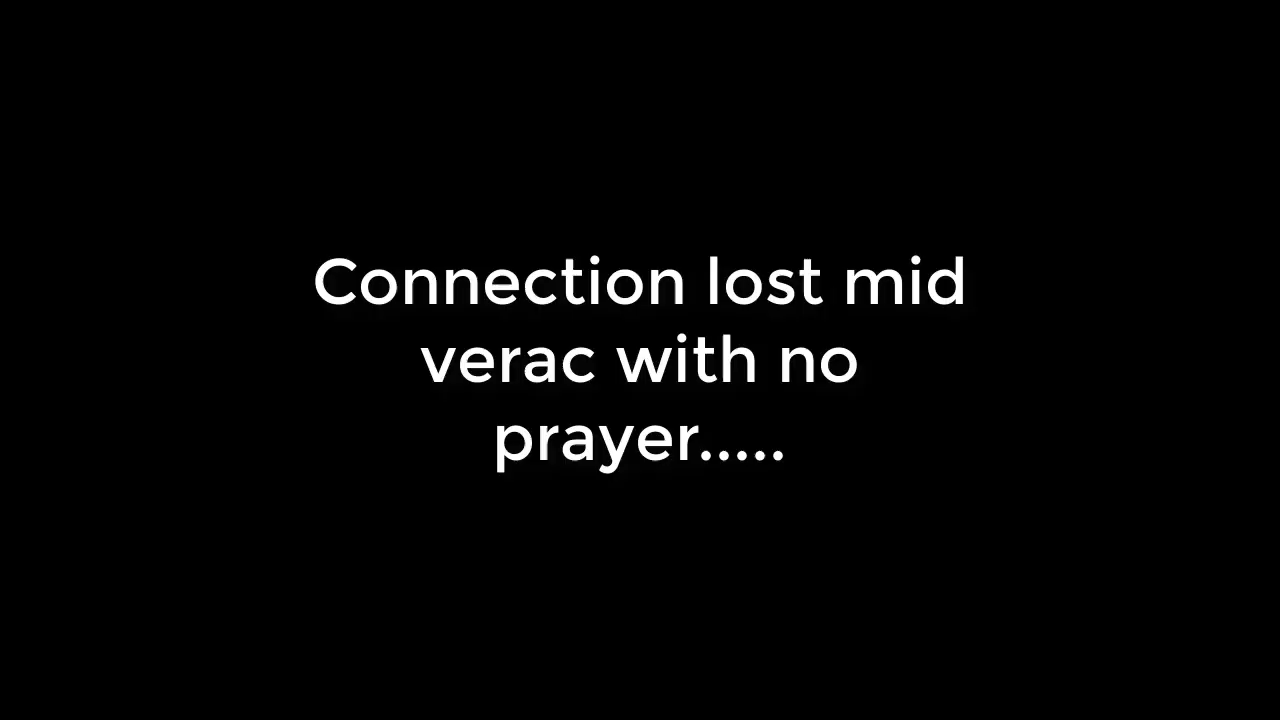 Connection lost mid
verac with no
prayer.....